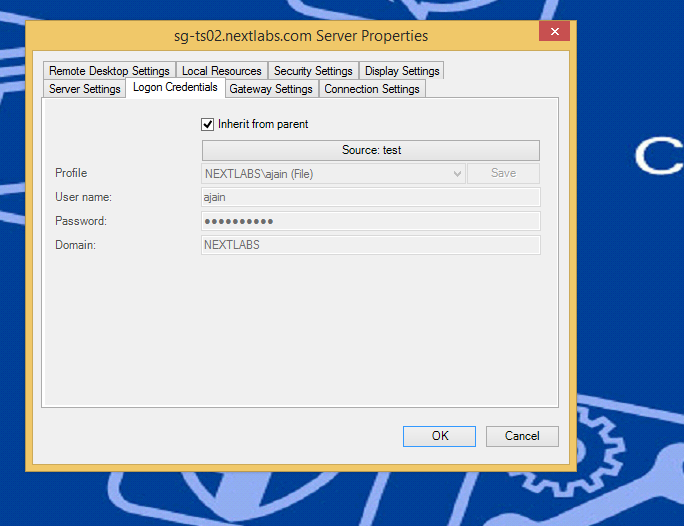 sg-ts02.nextlabs.com Server Properties
Remote Desktop Settings Local Resources Security Settings Display Settings
Server Settings Logon Credentials Gateway Settings Connection Settings
Inherit from parent
Source: test
Profile NEXTLABS\ajain (File) Save
User name: ajain
Password: ●●●●●●●●●●
Domain: NEXTLABS
OK Cancel
C